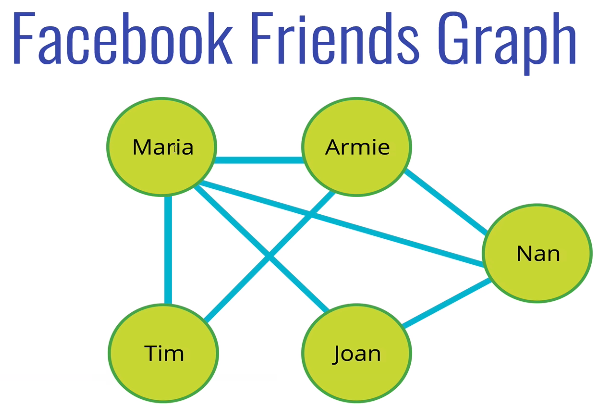 Facebook Friends Graph
Maria
Armie
Nan
Tim
Joan